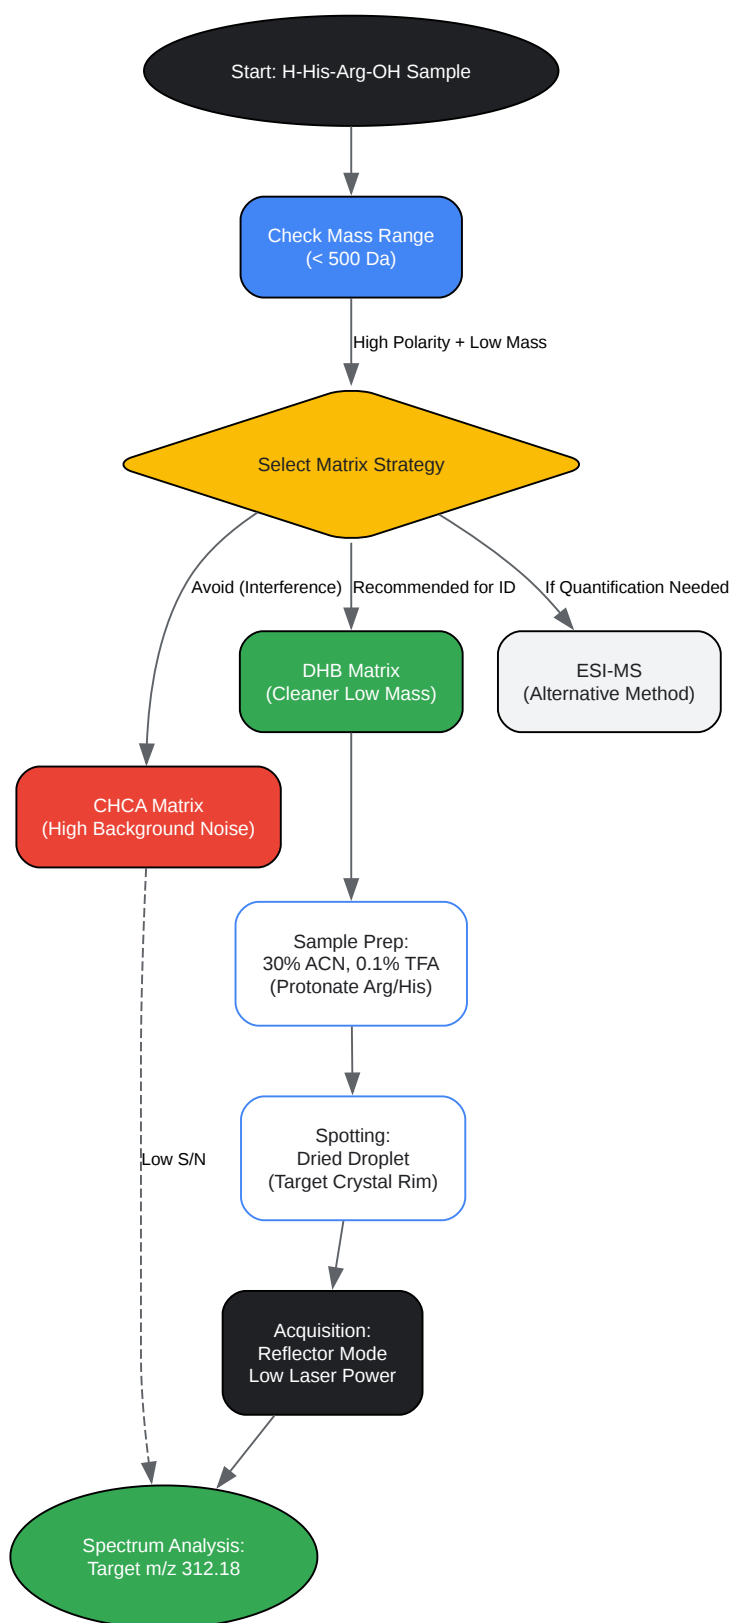 Start: H-His-Arg-OH Sample
Check Mass Range
(< 500 Da)
High Polarity + Low Mass
Select Matrix Strategy
Avoid (Interference)
Recommended for ID
If Quantification Needed
DHB Matrix
(Cleaner Low Mass)
ESI-MS
(Alternative Method)
CHCA Matrix
(High Background Noise)
Sample Prep:
30% ACN, 0.1% TFA
(Protonate Arg/His)
Spotting:
Dried Droplet
(Target Crystal Rim)
Low S/N
Acquisition:
Reflector Mode
Low Laser Power
Spectrum Analysis:
Target m/z 312.18